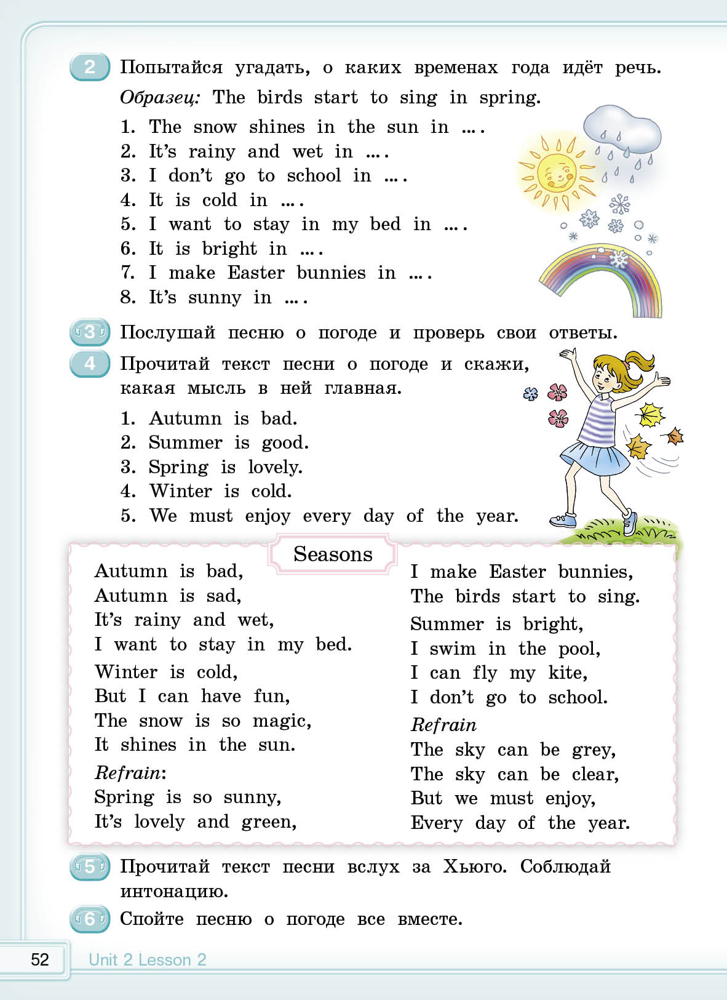 2 Попытайся угадать, о каких временах года идёт речь.
Образец: The birds start to sing in spring.
1. The snow shines in the sun in ... .
2. It's rainy and wet in ... .
3. I don't go to school in ... .
4. It is cold in ... .
5. I want to stay in my bed in ... .
6. It is bright in ... .
7. I make Easter bunnies in ... .
8. It's sunny in ... .
3 Послушай песню о погоде и проверь свои ответы.
4 Прочитай текст песни о погоде и скажи,
какая мысль в ней главная.
1. Autumn is bad.
2. Summer is good.
3. Spring is lovely.
4. Winter is cold.
5. We must enjoy every day of the year.
Seasons
Autumn is bad,
Autumn is sad,
It's rainy and wet,
I want to stay in my bed.
Winter is cold,
But I can have fun,
The snow is so magic,
It shines in the sun.
Refrain:
Spring is so sunny,
It's lovely and green,
I make Easter bunnies,
The birds start to sing.
Summer is bright,
I swim in the pool,
I can fly my kite,
I don't go to school.
Refrain
The sky can be grey,
The sky can be clear,
But we must enjoy,
Every day of the year.
5 Прочитай текст песни вслух за Хьюго. Соблюдай
интонацию.
6 Спойте песню о погоде все вместе.
52 Unit 2 Lesson 2